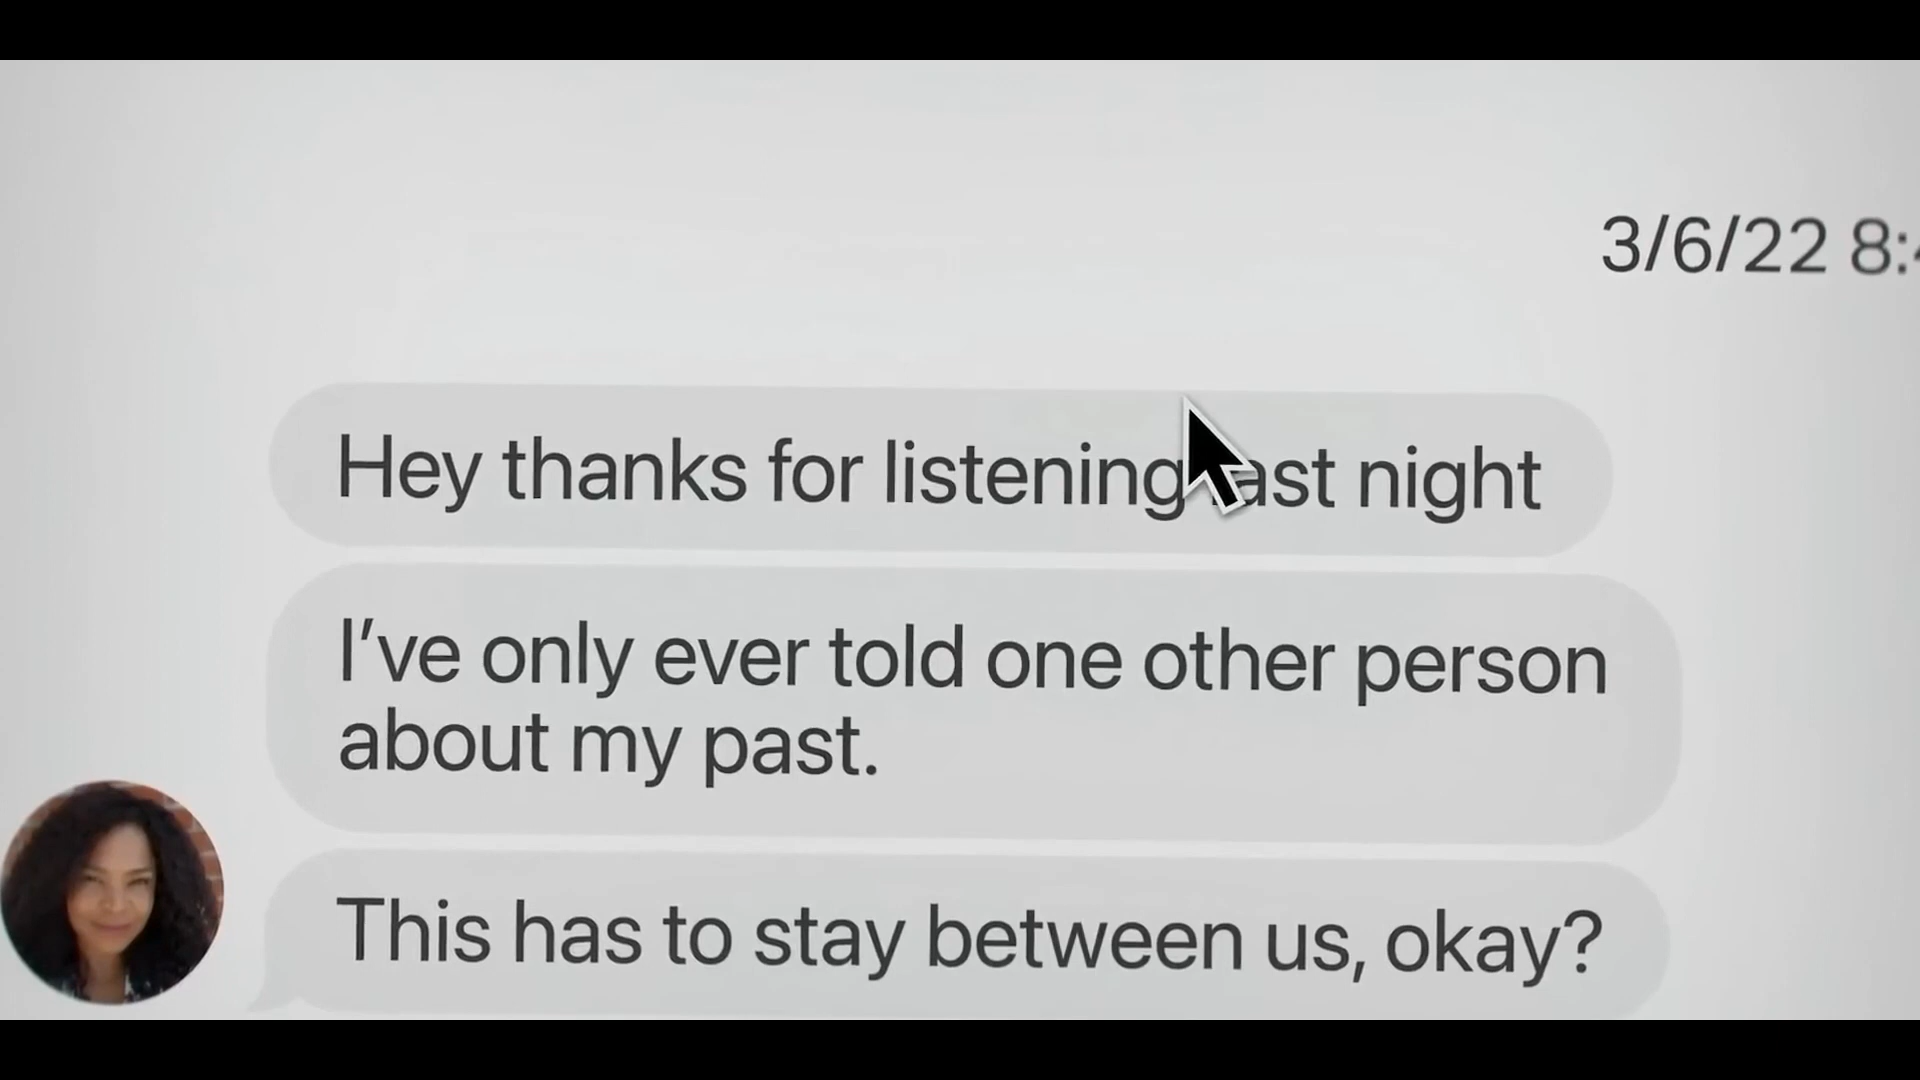 3/6/22 8:
Hey thanks for listening last night
I've only ever told one other person
about my past.
This has to stay between us, okay?